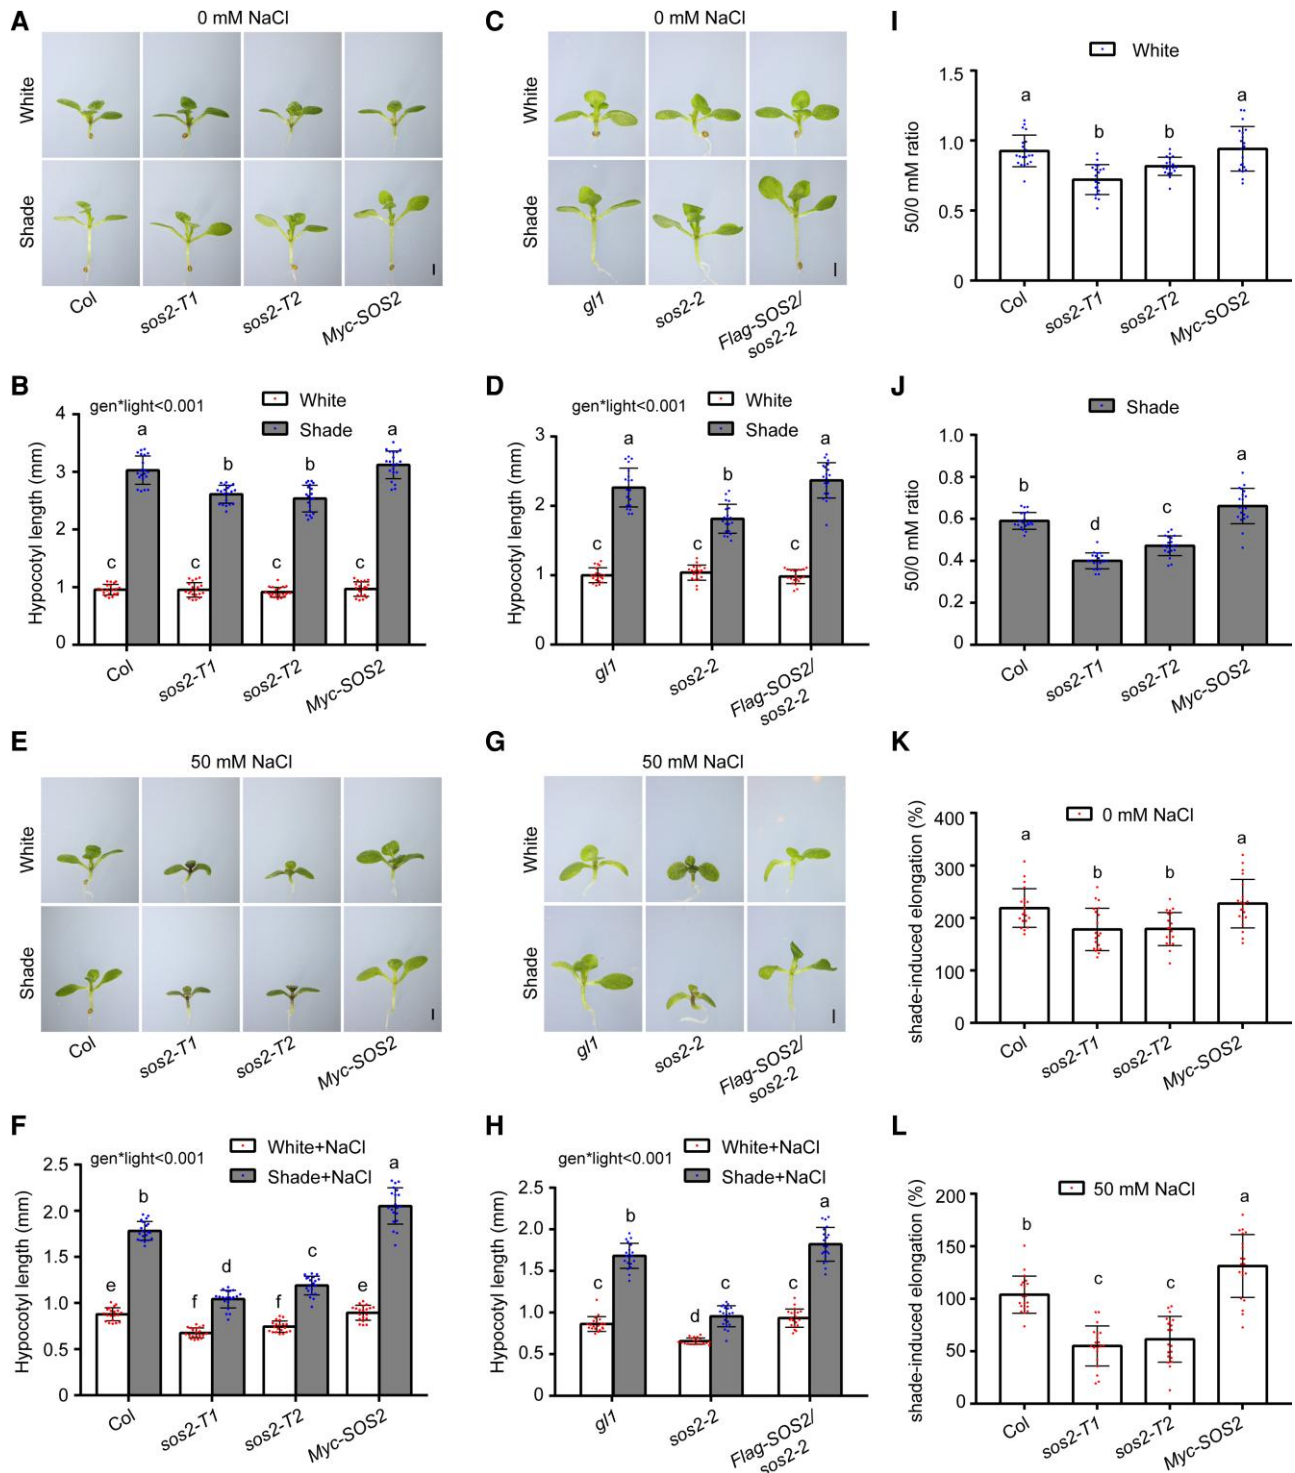 A
0 mM NaCl
White
Shade
Col
sos2-T1
sos2-T2
Myc-SOS2
B
gen*light<0.001
White
Shade
Hypocotyl length (mm)
4
3
2
1
0
a
b
b
a
c
c
c
c
Col
sos2-T1
sos2-T2
Myc-SOS2
C
0 mM NaCl
White
Shade
gl1
sos2-2
Flag-SOS2/
sos2-2
D
gen*light<0.001
White
Shade
Hypocotyl length (mm)
3
2
1
0
a
b
a
c
c
c
gl1
sos2-2
Flag-SOS2/
sos2-2
E
50 mM NaCl
White
Shade
Col
sos2-T1
sos2-T2
Myc-SOS2
F
gen*light<0.001
White+NaCl
Shade+NaCl
Hypocotyl length (mm)
2.5
2.0
1.5
1.0
0.5
0
e
b
f
d
f
c
e
a
Col
sos2-T1
sos2-T2
Myc-SOS2
G
50 mM NaCl
White
Shade
gl1
sos2-2
Flag-SOS2/
sos2-2
H
gen*light<0.001
White+NaCl
Shade+NaCl
Hypocotyl length (mm)
2.5
2.0
1.5
1.0
0.5
0
c
b
d
c
c
a
gl1
sos2-2
Flag-SOS2/
sos2-2
I
White
50/0 mM ratio
1.5
1.0
0.5
0
a
b
b
a
Col
sos2-T1
sos2-T2
Myc-SOS2
J
Shade
50/0 mM ratio
1.0
0.8
0.6
0.4
0.2
0
b
d
c
a
Col
sos2-T1
sos2-T2
Myc-SOS2
K
0 mM NaCl
shade-induced elongation (%)
400
300
200
100
0
a
b
b
a
Col
sos2-T1
sos2-T2
Myc-SOS2
L
50 mM NaCl
shade-induced elongation (%)
200
150
100
50
0
b
c
c
a
Col
sos2-T1
sos2-T2
Myc-SOS2